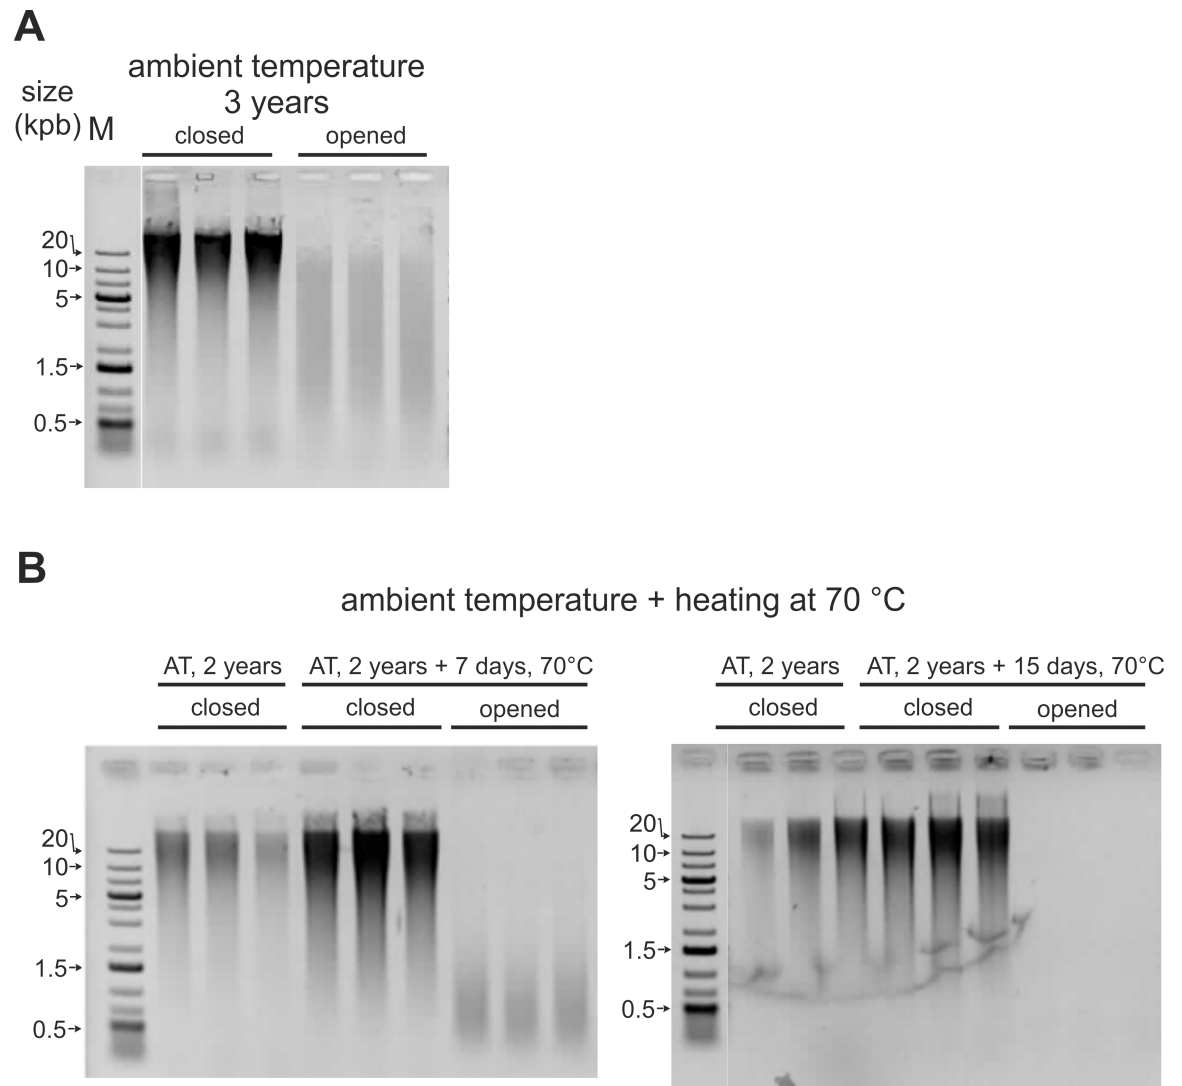 A
ambient temperature
3 years
size
(kpb) M
closed opened
20
10
5
1.5
0.5
B
ambient temperature + heating at 70 °C
AT, 2 years AT, 2 years + 7 days, 70°C AT, 2 years AT, 2 years + 15 days, 70°C
closed closed opened closed closed opened
20 20
10 10
5 5
1.5 1.5
0.5 0.5